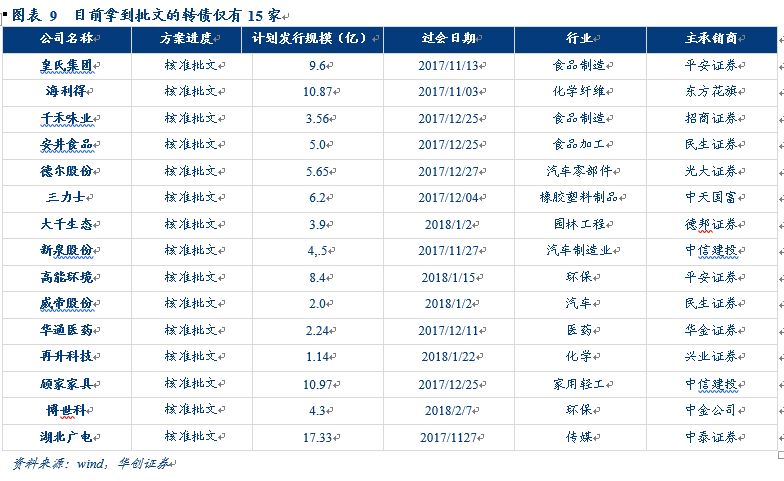 图表 9 目前拿到批文的转债仅有 15 家
公司名称 方案进度 计划发行规模（亿） 过会日期 行业 主承销商
皇氏集团 核准批文 9.6 2017/11/13 食品制造 平安证券
海利得 核准批文 10.87 2017/11/03 化学纤维 东方花旗
千禾味业 核准批文 3.56 2017/12/25 食品制造 招商证券
安井食品 核准批文 5.0 2017/12/25 食品加工 民生证券
德尔股份 核准批文 5.65 2017/12/27 汽车零部件 光大证券
三力士 核准批文 6.2 2017/12/04 橡胶塑料制品 中天国富
大千生态 核准批文 3.9 2018/1/2 园林工程 德邦证券
新泉股份 核准批文 4,.5 2017/11/27 汽车制造业 中信建投
高能环境 核准批文 8.4 2018/1/15 环保 平安证券
威帝股份 核准批文 2.0 2018/1/2 汽车 民生证券
华通医药 核准批文 2.24 2017/12/11 医药 华金证券
再升科技 核准批文 1.14 2018/1/22 化学 兴业证券
顾家家具 核准批文 10.97 2017/12/25 家用轻工 中信建投
博世科 核准批文 4.3 2018/2/7 环保 中金公司
湖北广电 核准批文 17.33 2017/1127 传媒 中泰证券
资料来源：wind，华创证券